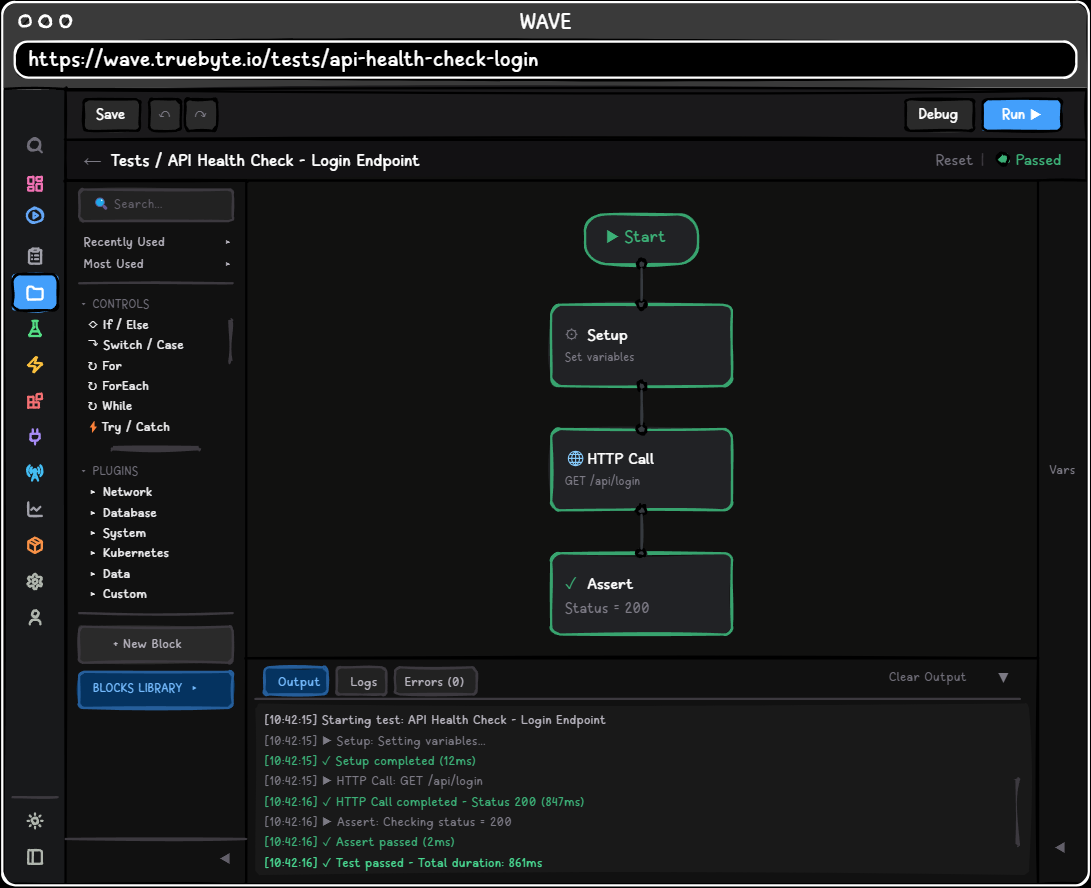 WAVE
https://wave.truebyte.io/tests/api-health-check-login
Save
Debug
Run ▶
← Tests / API Health Check - Login Endpoint
Reset | Passed
Search...
Recently Used ▸
Most Used ▸
- CONTROLS
If / Else
Switch / Case
↻ For
↻ ForEach
↻ While
Try / Catch
- PLUGINS
▸ Network
▸ Database
▸ System
▸ Kubernetes
▸ Data
▸ Custom
+ New Block
BLOCKS LIBRARY ▸
▶ Start
Setup
Set variables
HTTP Call
GET /api/login
✓ Assert
Status = 200
Vars
Output
Logs
Errors (0)
Clear Output ▼
[10:42:15] Starting test: API Health Check - Login Endpoint
[10:42:15] ▶ Setup: Setting variables...
[10:42:15] ✓ Setup completed (12ms)
[10:42:15] ▶ HTTP Call: GET /api/login
[10:42:16] ✓ HTTP Call completed - Status 200 (847ms)
[10:42:16] ▶ Assert: Checking status = 200
[10:42:16] ✓ Assert passed (2ms)
[10:42:16] ✓ Test passed - Total duration: 861ms